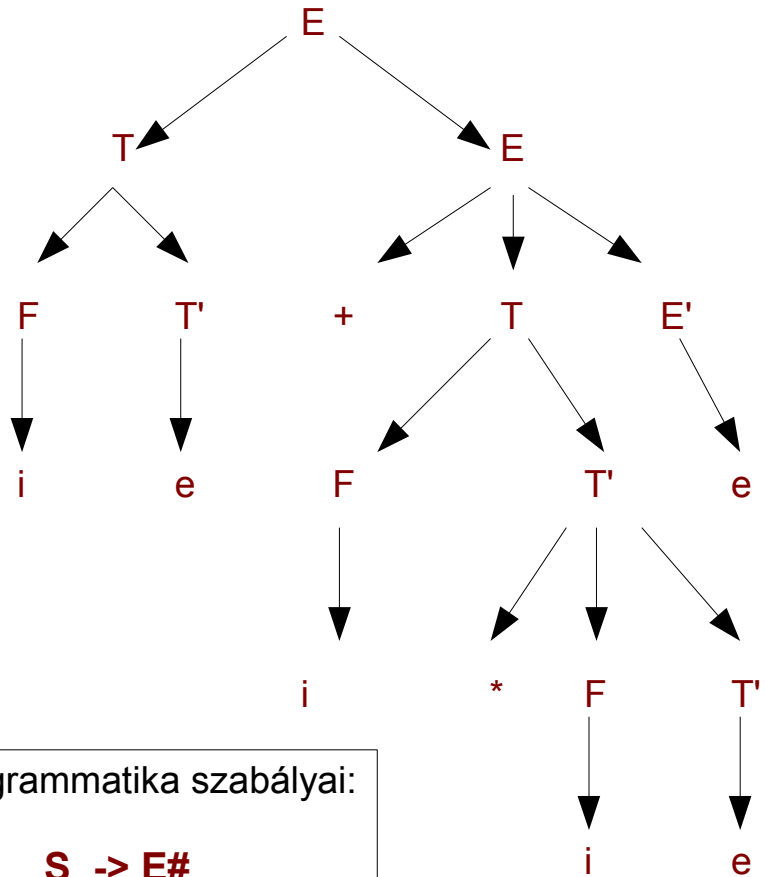 E
T E
F T' + T E'
i e F T' e
i * F T'
grammatika szabályai:
i e
S -> E#